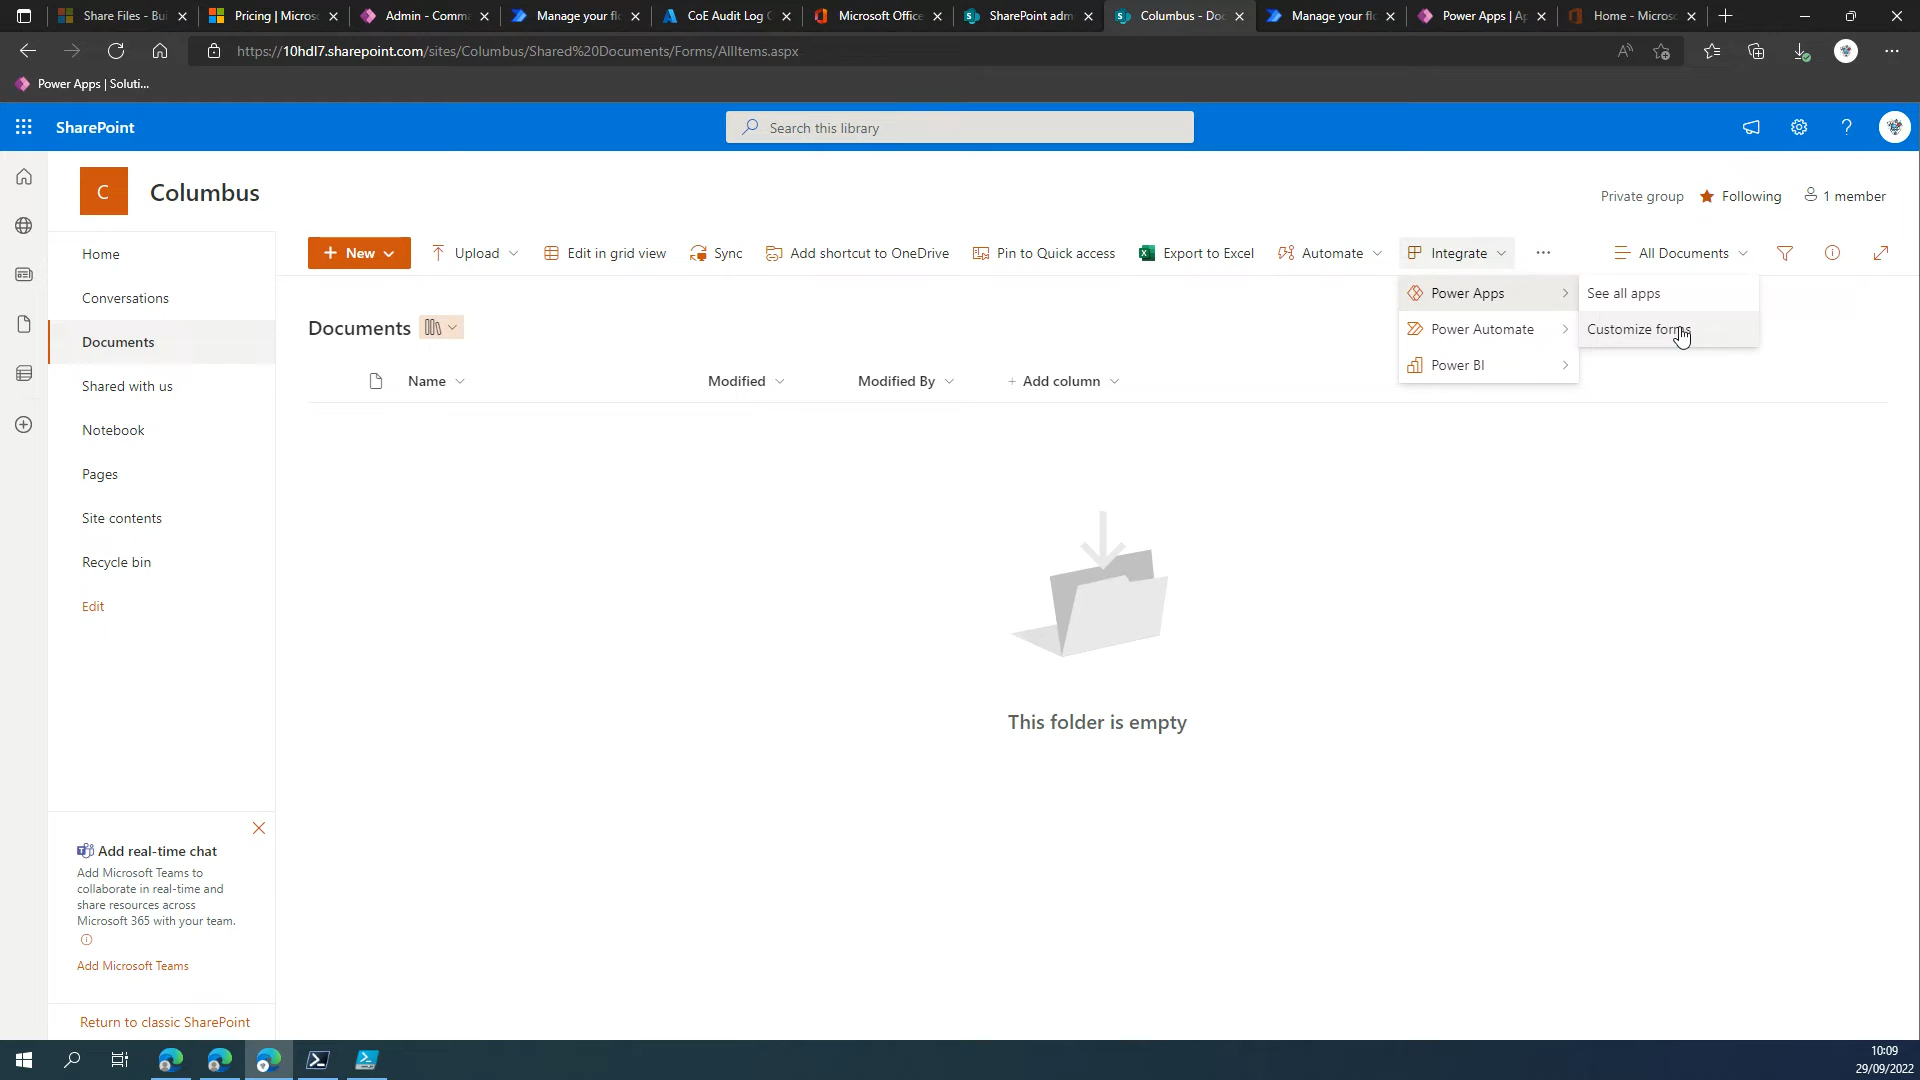 Share Files - Bu
Pricing | Micros
Admin - Comma
Manage your fl
CoE Audit Log C
Microsoft Office
SharePoint adm
Columbus - Doc
Manage your flo
Power Apps | Ap
Home - Micros
https://10hdl7.sharepoint.com/sites/Columbus/Shared%20Documents/Forms/AllItems.aspx
Power Apps | Soluti...
SharePoint
Search this library
C
Columbus
Private group
Following
1 member
Home
Conversations
Documents
Shared with us
Notebook
Pages
Site contents
Recycle bin
Edit
New
Upload
Edit in grid view
Sync
Add shortcut to OneDrive
Pin to Quick access
Export to Excel
Automate
Integrate
All Documents
Power Apps
Power Automate
Power BI
See all apps
Customize forms
Documents
Name
Modified
Modified By
+ Add column
This folder is empty
Add real-time chat
Add Microsoft Teams to
collaborate in real-time and
share resources across
Microsoft 365 with your team.
Add Microsoft Teams
Return to classic SharePoint
10:09
29/09/2022